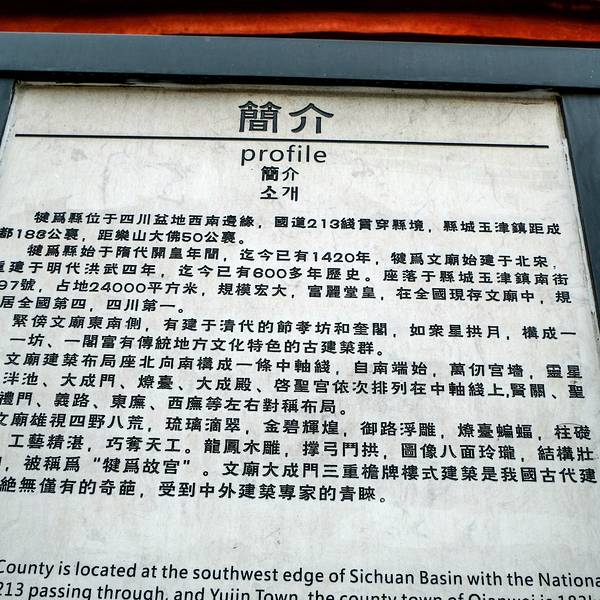 簡介
profile
簡介
소개
犍爲縣位于四川盆地西南邊緣，國道213綫貫穿縣境，縣城玉津鎮距成
都188公裏，距樂山大佛50公裏。
犍爲縣始于隋代開皇年間，迄今已有1420年，犍爲文廟始建于北宋，
重建于明代洪武四年，迄今已有600多年歷史。座落于縣城玉津鎮南街
97號，占地24000平方米，規模宏大，富麗堂皇，在全國現存文廟中，規
居全國第四，四川第一。
緊傍文廟東南側，有建于清代的節孝坊和奎閣，如衆星拱月，構成一
一坊、一閣富有傳統地方文化特色的古建築群。
文廟建築布局座北向南構成一條中軸綫，自南端始，萬仞宫墙，靈星
泮池、大成門、燎臺、大成殿、啓聖宫依次排列在中軸綫上,賢關、聖
禮門、義路、東廡、西廡等左右對稱布局。
文廟雄視四野八荒，琉璃滴翠，金碧輝煌，御路浮雕，燎臺蝙蝠，柱礎
，工藝精湛，巧奪天工。龍鳳木雕，撑弓鬥拱，圖像八面玲瓏，結構壯
，被稱爲“犍爲故宫”。文廟大成門三重檐牌樓式建築是我國古代建
絶無僅有的奇葩，受到中外建築專家的青睞。
County is located at the southwest edge of Sichuan Basin with the Nationa
213 passing through, and Yujin Town, the county town of Qianwei is 183k